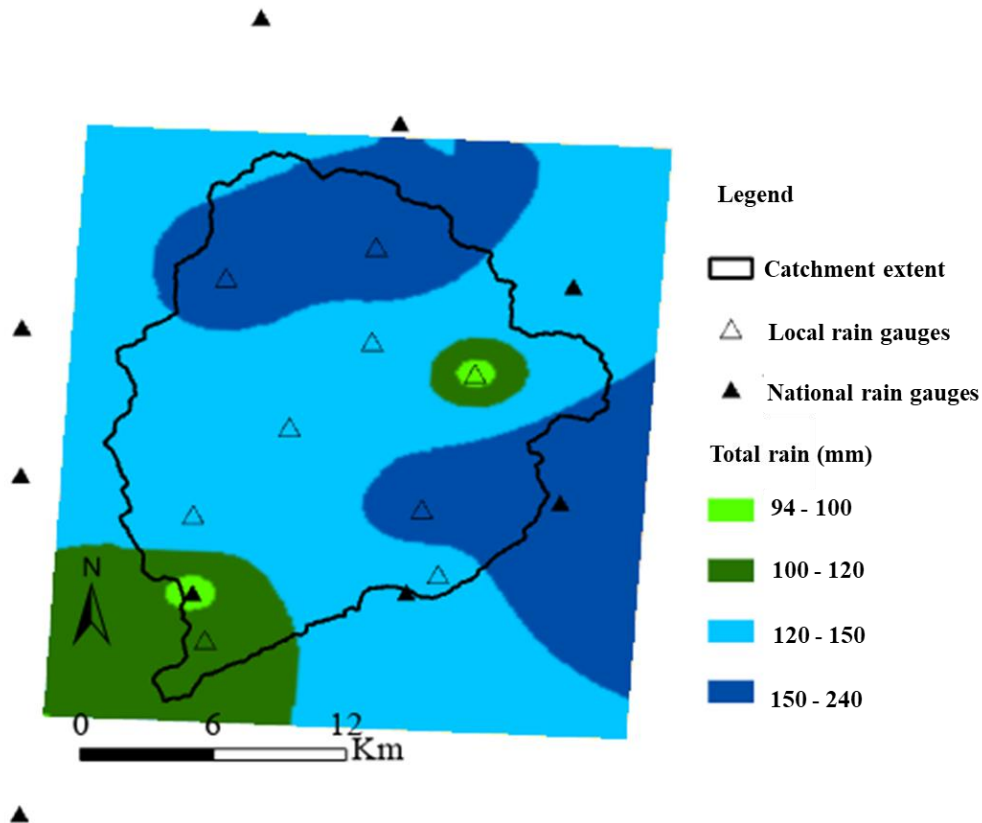 Legend
Catchment extent
Local rain gauges
National rain gauges
Total rain (mm)
94 - 100
100 - 120
120 - 150
150 - 240
N
0 6 12
Km